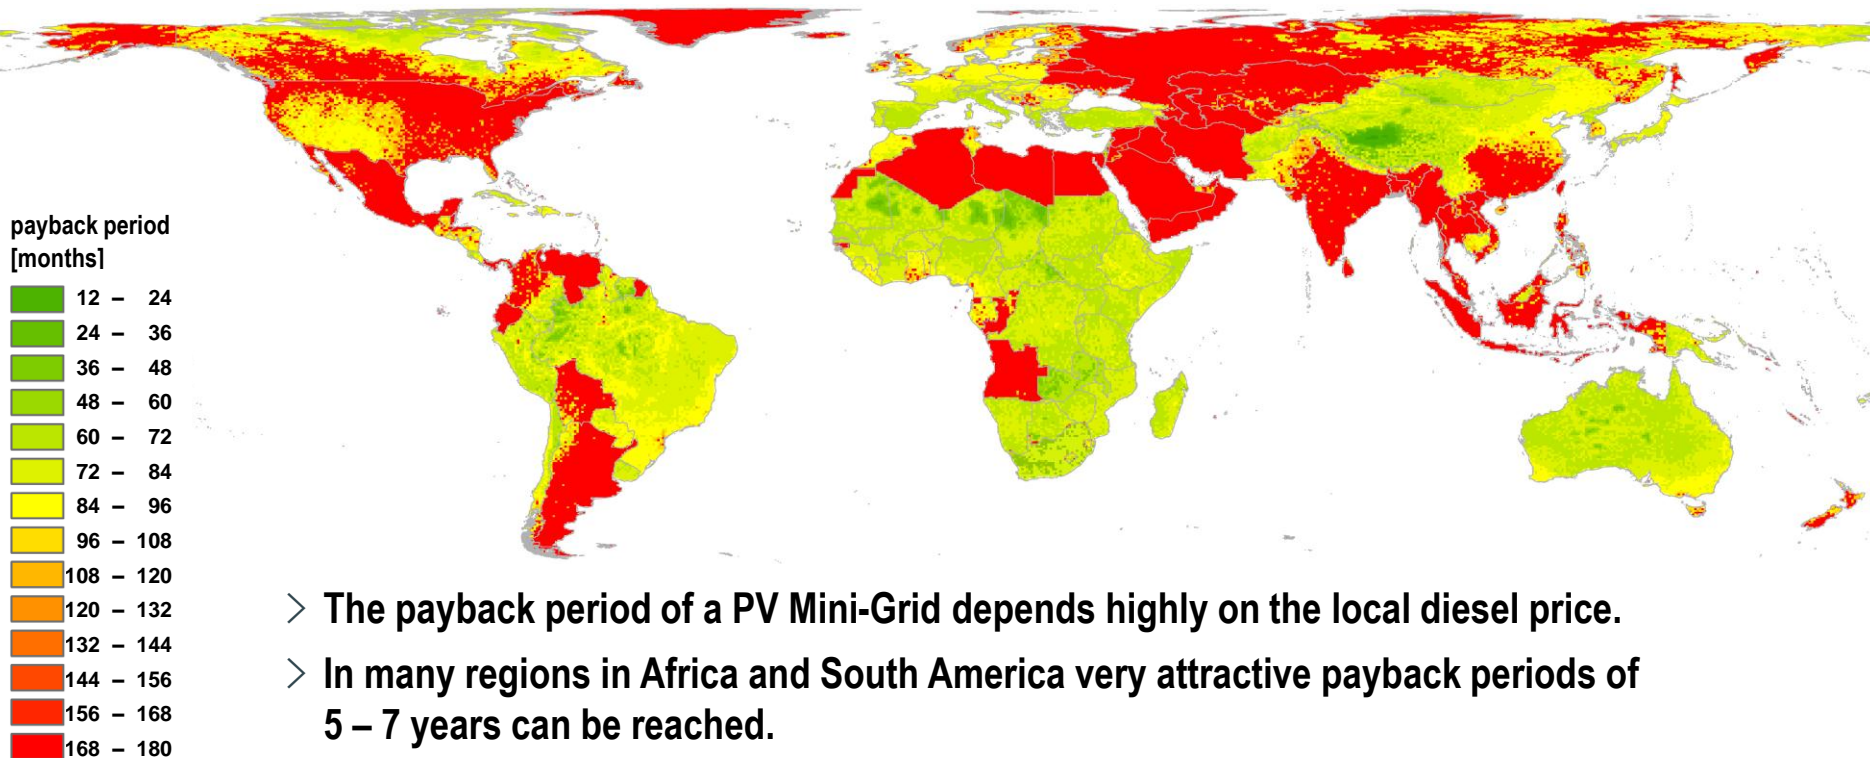 payback period
[months]
12 – 24
24 – 36
36 – 48
48 – 60
60 – 72
72 – 84
84 – 96
96 – 108
108 – 120
120 – 132
132 – 144
144 – 156
156 – 168
168 – 180
> The payback period of a PV Mini-Grid depends highly on the local diesel price.
> In many regions in Africa and South America very attractive payback periods of
5 – 7 years can be reached.